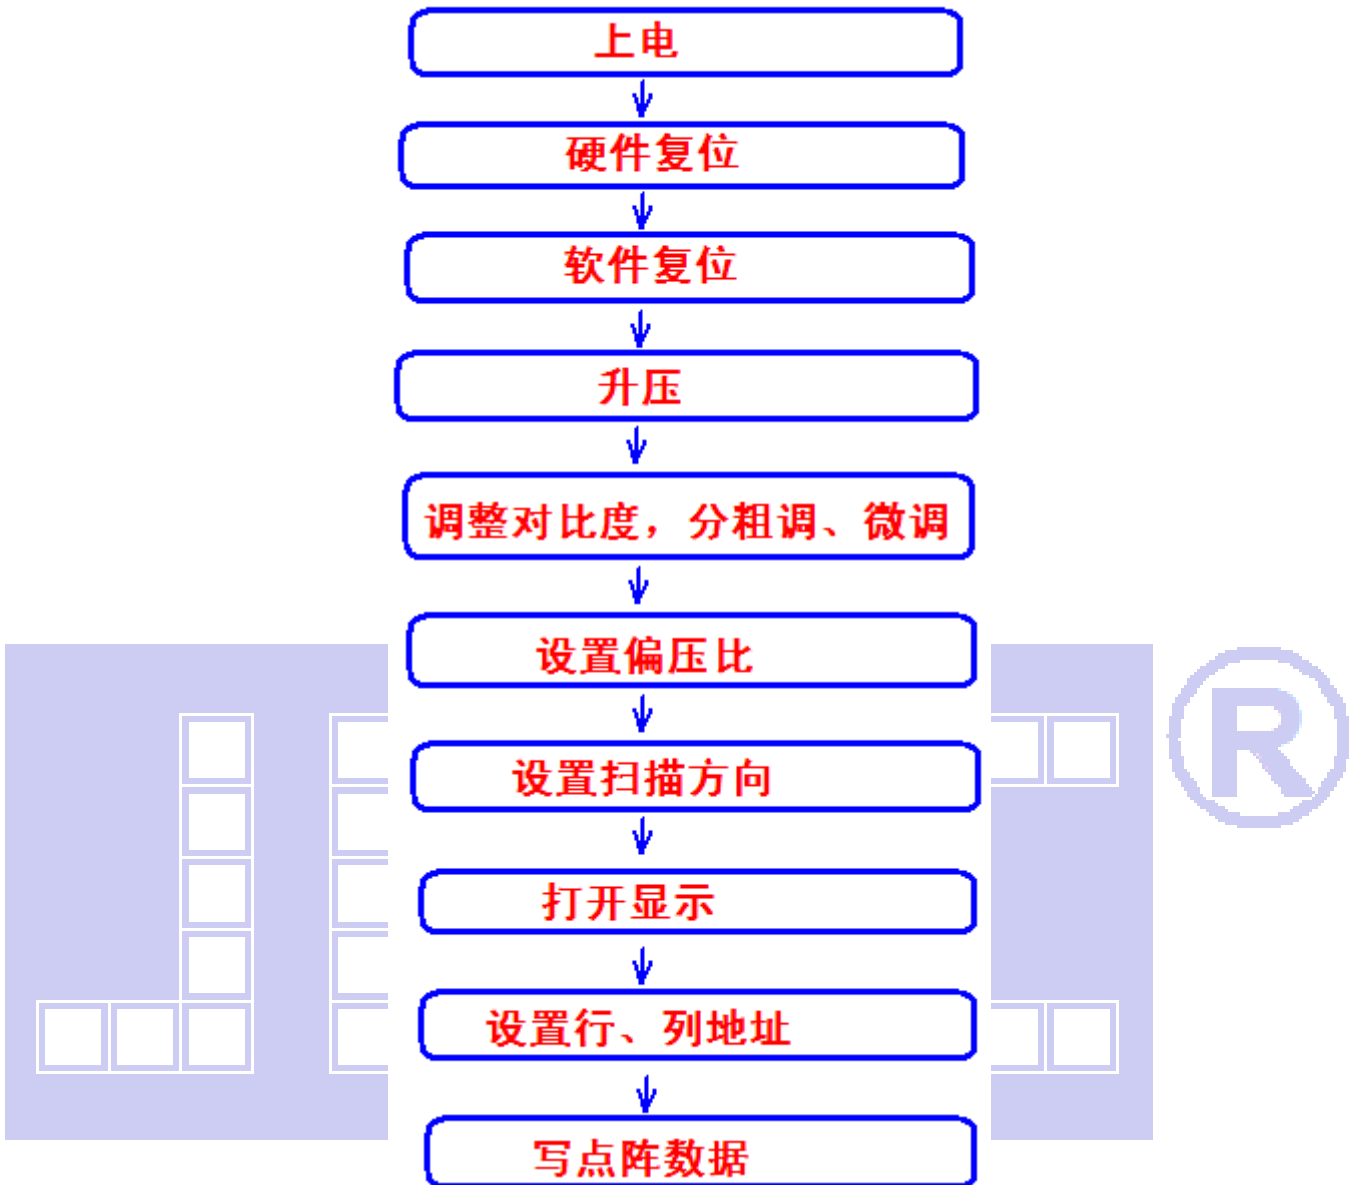 上电
硬件复位
软件复位
升压
调整对比度，分粗调、微调
设置偏压比
设置扫描方向
打开显示
设置行、列地址
写点阵数据
®